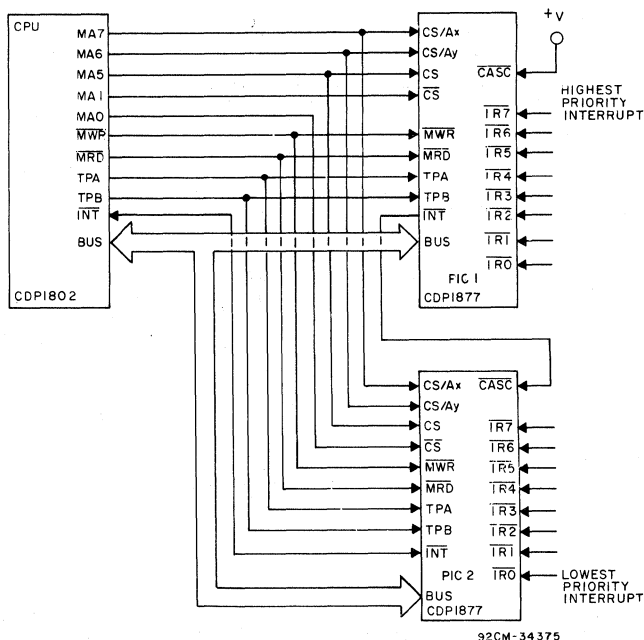 CPU
MA7
MA6
MA5
MA1
MA0
MWP
MRD
TPA
TPB
INT
BUS
CDP1802
CS/Ax
CS/Ay
CS
CS
MWR
MRD
TPA
TPB
INT
BUS
CASC
IR7
IR6
IR5
IR4
IR3
IR2
IR1
IR0
FIC 1
CDP1877
+V
HIGHEST
PRIORITY
INTERRUPT
CS/Ax
CS/Ay
CS
CS
MWR
MRD
TPA
TPB
INT
BUS
CASC
IR7
IR6
IR5
IR4
IR3
IR2
IR1
IR0
PIC 2
CDP1877
LOWEST
PRIORITY
INTERRUPT
92CM-34375